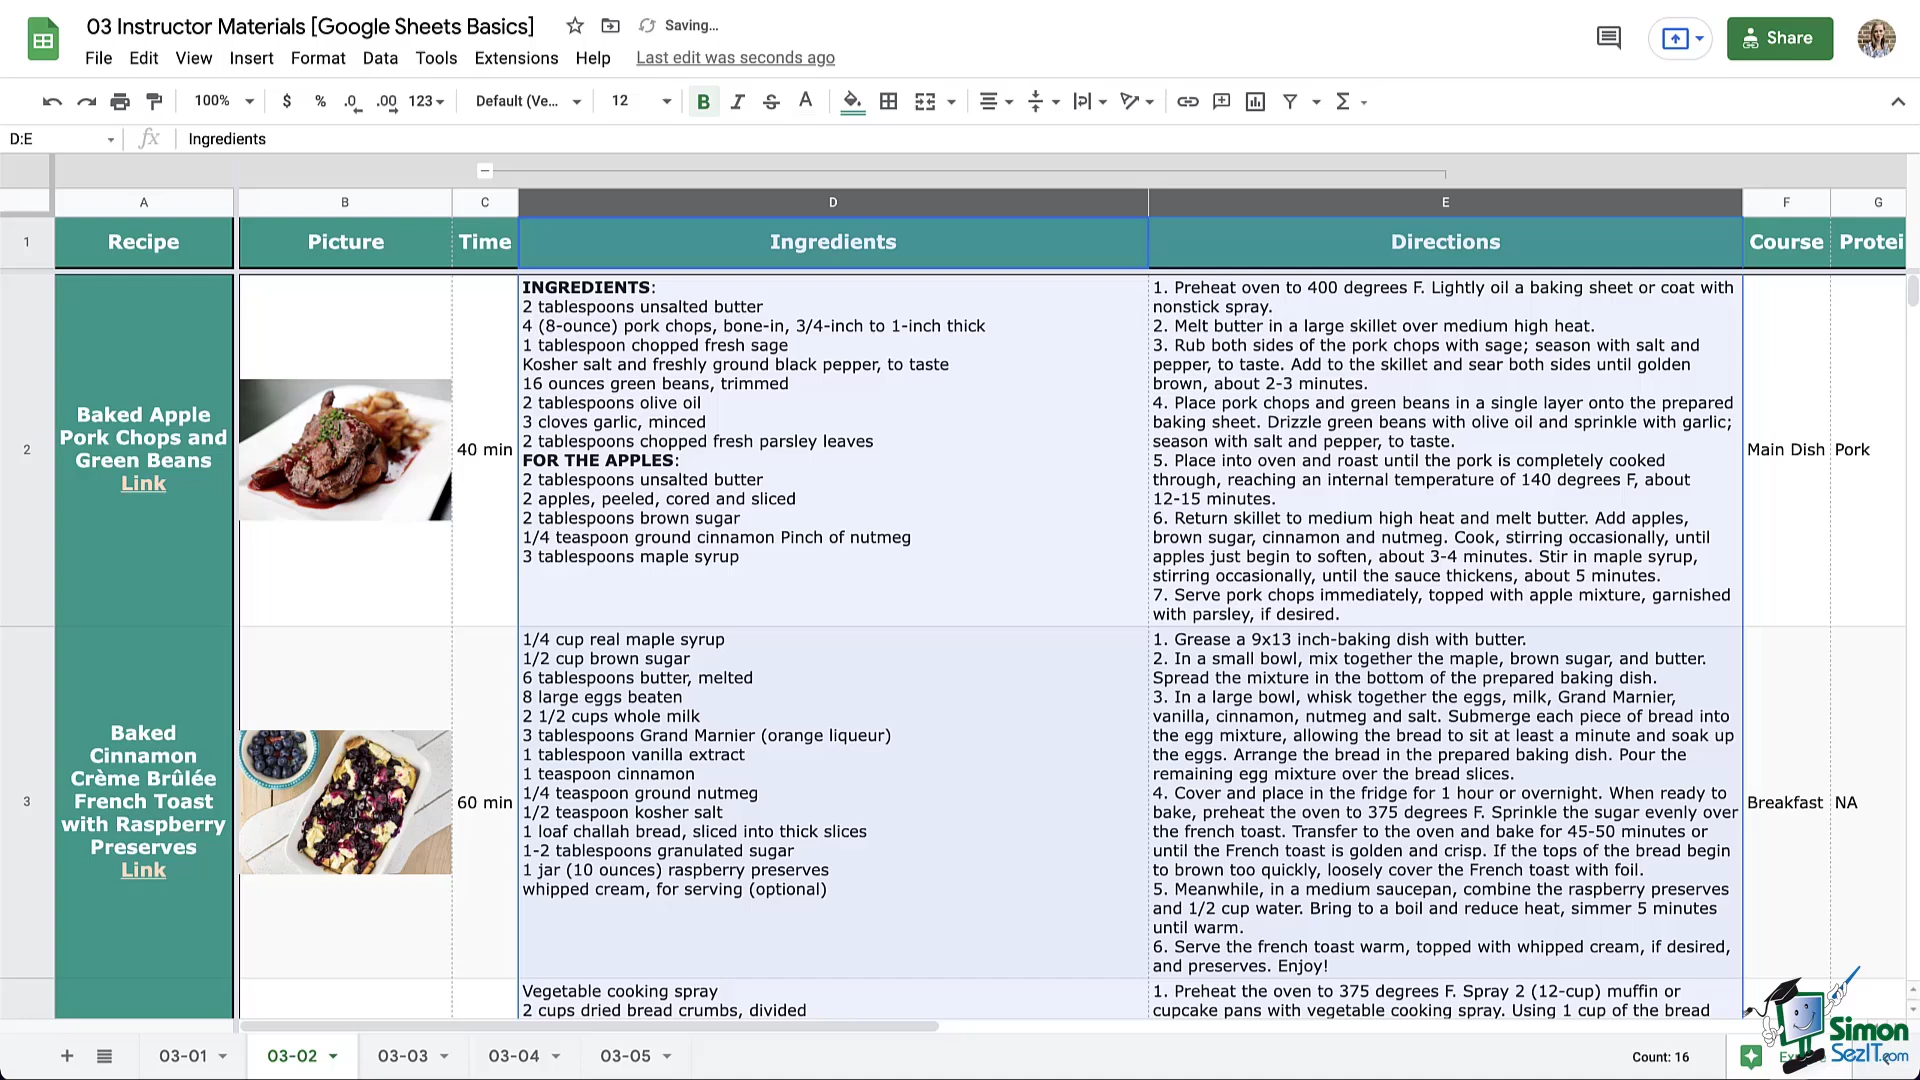 03 Instructor Materials [Google Sheets Basics]
Saving...
File Edit View Insert Format Data Tools Extensions Help Last edit was seconds ago
Share
100% $ % .0 .00 123 Default (Ve... 12 B I S A Σ
D:E fx Ingredients
A B C D E F G
1 Recipe Picture Time Ingredients Directions Course Protei
2
Baked Apple
Pork Chops and
Green Beans
Link
40 min
INGREDIENTS:
2 tablespoons unsalted butter
4 (8-ounce) pork chops, bone-in, 3/4-inch to 1-inch thick
1 tablespoon chopped fresh sage
Kosher salt and freshly ground black pepper, to taste
16 ounces green beans, trimmed
2 tablespoons olive oil
3 cloves garlic, minced
2 tablespoons chopped fresh parsley leaves
FOR THE APPLES:
2 tablespoons unsalted butter
2 apples, peeled, cored and sliced
2 tablespoons brown sugar
1/4 teaspoon ground cinnamon Pinch of nutmeg
3 tablespoons maple syrup
1. Preheat oven to 400 degrees F. Lightly oil a baking sheet or coat with
nonstick spray.
2. Melt butter in a large skillet over medium high heat.
3. Rub both sides of the pork chops with sage; season with salt and
pepper, to taste. Add to the skillet and sear both sides until golden
brown, about 2-3 minutes.
4. Place pork chops and green beans in a single layer onto the prepared
baking sheet. Drizzle green beans with olive oil and sprinkle with garlic;
season with salt and pepper, to taste.
5. Place into oven and roast until the pork is completely cooked
through, reaching an internal temperature of 140 degrees F, about
12-15 minutes.
6. Return skillet to medium high heat and melt butter. Add apples,
brown sugar, cinnamon and nutmeg. Cook, stirring occasionally, until
apples just begin to soften, about 3-4 minutes. Stir in maple syrup,
stirring occasionally, until the sauce thickens, about 5 minutes.
7. Serve pork chops immediately, topped with apple mixture, garnished
with parsley, if desired.
Main Dish Pork
3
Baked
Cinnamon
Crème Brûlée
French Toast
with Raspberry
Preserves
Link
60 min
1/4 cup real maple syrup
1/2 cup brown sugar
6 tablespoons butter, melted
8 large eggs beaten
2 1/2 cups whole milk
3 tablespoons Grand Marnier (orange liqueur)
1 tablespoon vanilla extract
1 teaspoon cinnamon
1/4 teaspoon ground nutmeg
1/2 teaspoon kosher salt
1 loaf challah bread, sliced into thick slices
1-2 tablespoons granulated sugar
1 jar (10 ounces) raspberry preserves
whipped cream, for serving (optional)
1. Grease a 9x13 inch-baking dish with butter.
2. In a small bowl, mix together the maple, brown sugar, and butter.
Spread the mixture in the bottom of the prepared baking dish.
3. In a large bowl, whisk together the eggs, milk, Grand Marnier,
vanilla, cinnamon, nutmeg and salt. Submerge each piece of bread into
the egg mixture, allowing the bread to sit at least a minute and soak up
the eggs. Arrange the bread in the prepared baking dish. Pour the
remaining egg mixture over the bread slices.
4. Cover and place in the fridge for 1 hour or overnight. When ready to
bake, preheat the oven to 375 degrees F. Sprinkle the sugar evenly over
the french toast. Transfer to the oven and bake for 45-50 minutes or
until the French toast is golden and crisp. If the tops of the bread begin
to brown too quickly, loosely cover the French toast with foil.
5. Meanwhile, in a medium saucepan, combine the raspberry preserves
and 1/2 cup water. Bring to a boil and reduce heat, simmer 5 minutes
until warm.
6. Serve the french toast warm, topped with whipped cream, if desired,
and preserves. Enjoy!
Breakfast NA
Vegetable cooking spray
2 cups dried bread crumbs, divided
1. Preheat the oven to 375 degrees F. Spray 2 (12-cup) muffin or
cupcake pans with vegetable cooking spray. Using 1 cup of the bread
03-01 03-02 03-03 03-04 03-05
Count: 16
Simon
SezIT.com